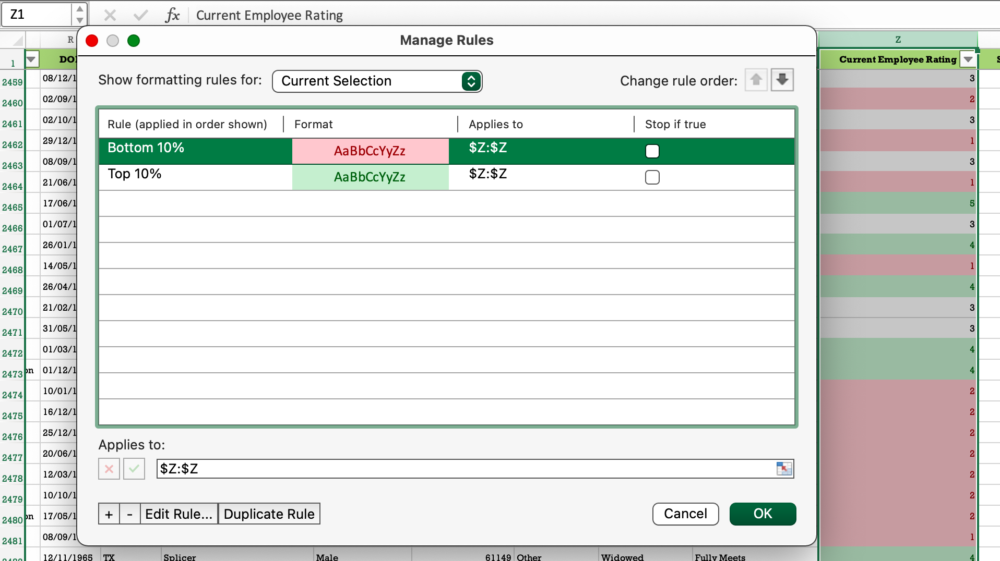 Z1
fx Current Employee Rating
Manage Rules
R
Z
1
Current Employee Rating
Show formatting rules for: Current Selection
Change rule order:
Rule (applied in order shown) Format Applies to Stop if true
Bottom 10% AaBbCcYyZz $Z:$Z
Top 10% AaBbCcYyZz $Z:$Z
Applies to:
$Z:$Z
+ - Edit Rule... Duplicate Rule
Cancel OK
2459 08/12/1 3
2460 02/09/1 2
2461 02/10/1 3
2462 29/12/1 1
2463 08/09/1 3
2464 21/06/1 1
2465 17/06/1 5
2466 01/07/1 3
2467 26/01/1 4
2468 14/05/1 1
2469 26/04/1 4
2470 21/02/1 3
2471 31/05/1 3
2472 01/03/1 4
2473 on 01/12/1 4
2474 10/01/1 2
2475 16/12/1 2
2476 25/12/1 2
2477 20/06/1 2
2478 12/03/1 2
2479 10/10/1 2
2480 on 17/05/1 2
2481 08/09/1 1
12/11/1965 TX Splicer Male 61149 Other Widowed Fully Meets 4